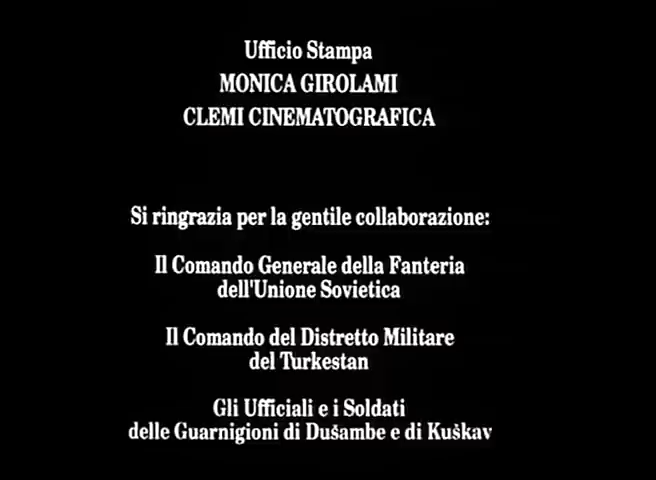 Ufficio Stampa
MONICA GIROLAMI
CLEMI CINEMATOGRAFICA
Si ringrazia per la gentile collaborazione:
Il Comando Generale della Fanteria
dell'Unione Sovietica
Il Comando del Distretto Militare
del Turkestan
Gli Ufficiali e i Soldati
delle Guarnigioni di Dušambe e di Kuškav